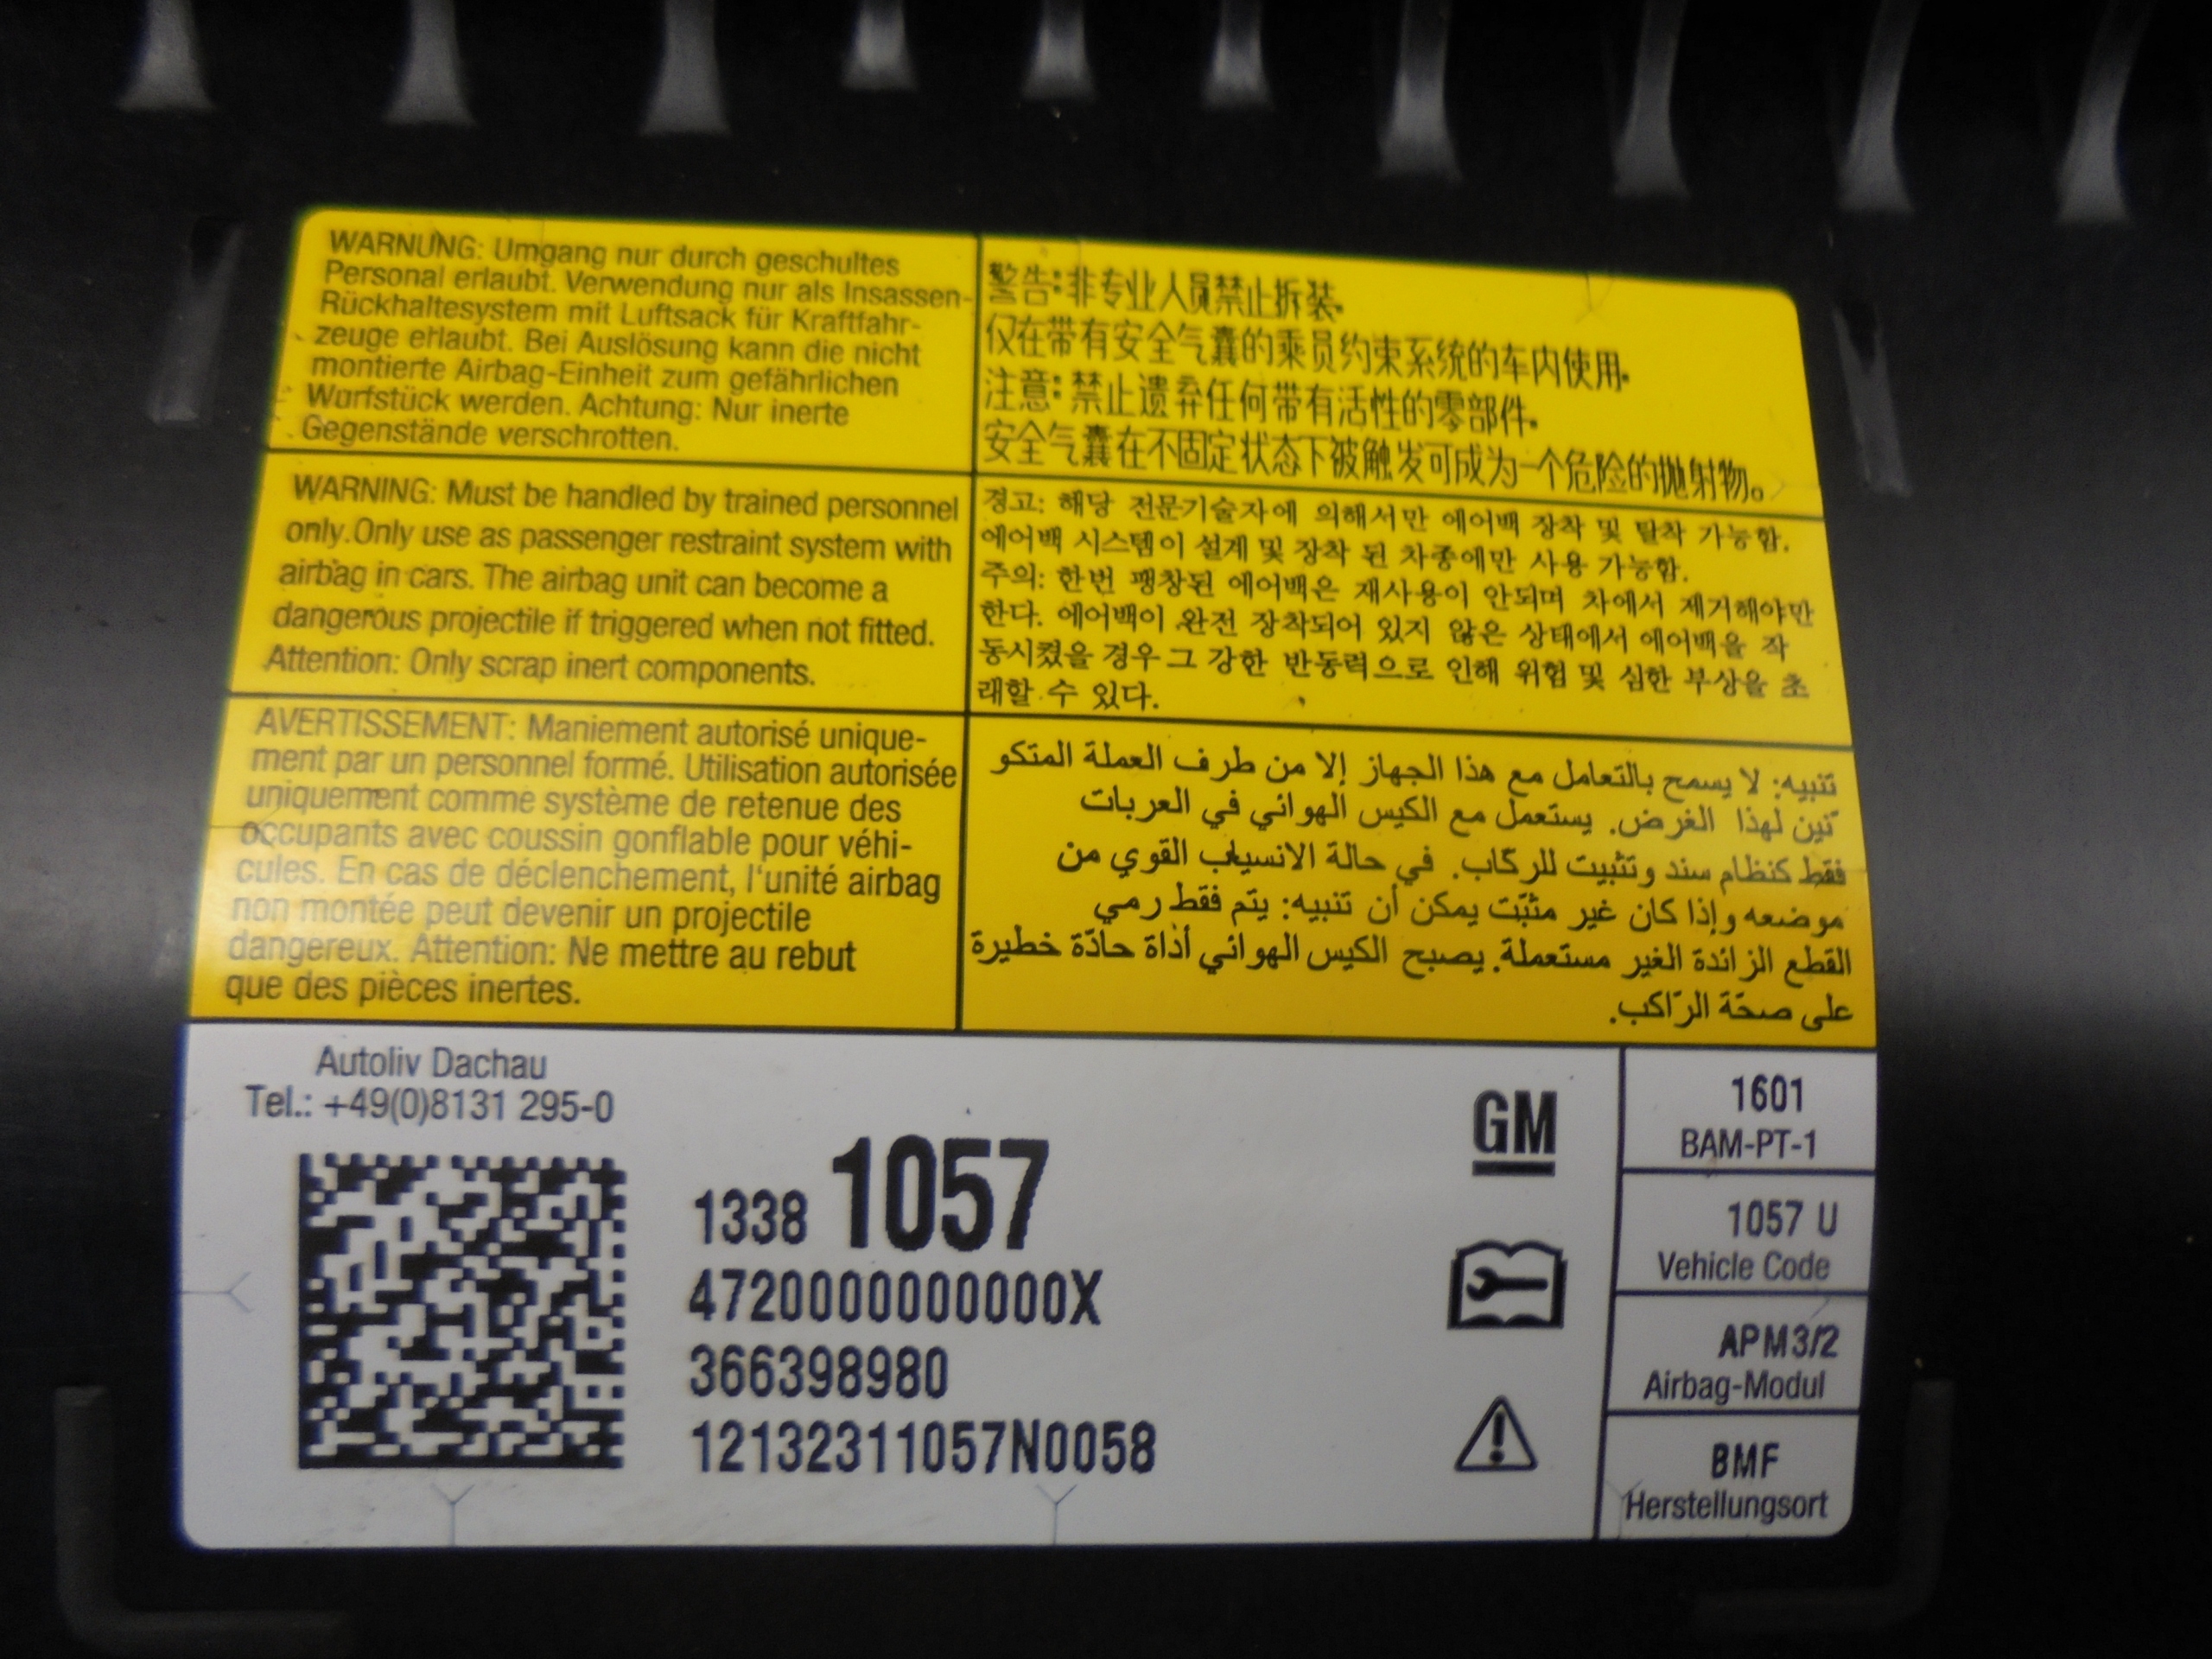 WARNUNG: Umgang nur durch geschultes
Personal erlaubt. Verwendung nur als Insassen-
Rückhaltesystem mit Luftsack für Kraftfahr-
zeuge erlaubt. Bei Auslösung kann die nicht
montierte Airbag-Einheit zum gefährlichen
Wurfstück werden. Achtung: Nur inerte
Gegenstände verschrotten.
警告:非专业人员禁止拆装.
仅在带有安全气囊的乘员约束系统的车内使用.
注意:禁止遗弃任何带有活性的零部件.
安全气囊在不固定状态下被触发可成为一个危险的抛射物。
WARNING: Must be handled by trained personnel
only.Only use as passenger restraint system with
airbag in cars. The airbag unit can become a
dangerous projectile if triggered when not fitted.
Attention: Only scrap inert components.
경고: 해당 전문기술자에 의해서만 에어백 장착 및 탈착 가능함.
에어백 시스템이 설계 및 장착 된 차종에만 사용 가능함.
주의: 한번 팽창된 에어백은 재사용이 안되며 차에서 제거해야만
한다. 에어백이 완전 장착되어 있지 않은 상태에서 에어백을 작
동시켰을 경우 그 강한 반동력으로 인해 위험 및 심한 부상을 초
래할 수 있다.
AVERTISSEMENT: Maniement autorisé unique-
ment par un personnel formé. Utilisation autorisée
uniquement comme système de retenue des
occupants avec coussin gonflable pour véhi-
cules. En cas de déclenchement, l'unité airbag
non montée peut devenir un projectile
dangereux. Attention: Ne mettre au rebut
que des pièces inertes.
تنبيه: لا يسمح بالتعامل مع هذا الجهاز إلا من طرف العملة المتكو
تنين لهذا الغرض. يستعمل مع الكيس الهوائي في العربات
فقط كنظام سند وتثبيت للركّاب. في حالة الانسياب القوي من
موضعه وإذا كان غير مثبّت يمكن أن تنبيه: يتم فقط رمي
القطع الزائدة الغير مستعملة. يصبح الكيس الهوائي أداة حادّة خطيرة
على صحّة الرّاكب.
Autoliv Dachau
Tel.: +49(0)8131 295-0
1338 1057
4720000000000X
366398980
12132311057N0058
GM
1601
BAM-PT-1
1057 U
Vehicle Code
APM3/2
Airbag-Modul
BMF
Herstellungsort